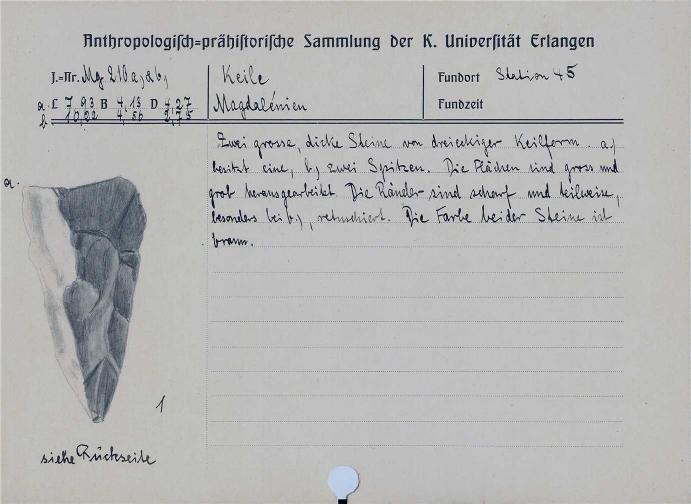 Anthropologisch=prähistorische Sammlung der K. Universität Erlangen
J.=Nr. Mg 210 a, a b,
Keile
Fundort Station 45
a. L 7,93 B 4,13 D 4,27
b. 10,22 4,56 2,75
Magdalénien
Fundzeit
Zwei grosse, dicke Steine von dreieckiger Keilform. a.)
besitzt eine, b.) zwei Spitzen. Die Flächen sind gross und
grob herausgearbeitet. Die Ränder sind scharf und teilweise,
besonders bei b.), retuschiert. Die Farbe beider Steine ist
braun.
a.
1
siehe Rückseite